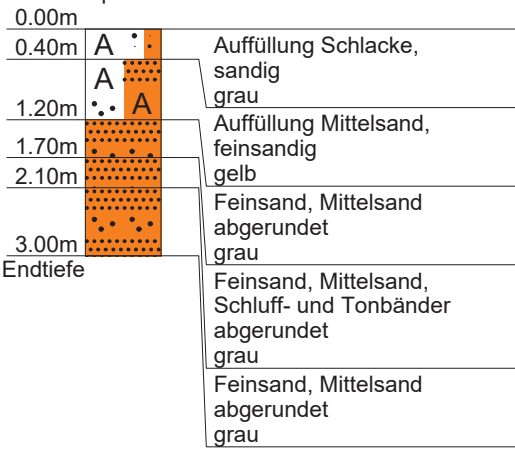 0.00m
0.40m
A
A
A
1.20m
1.70m
2.10m
3.00m
Endtiefe
Auffüllung Schlacke,
sandig
grau
Auffüllung Mittelsand,
feinsandig
gelb
Feinsand, Mittelsand
abgerundet
grau
Feinsand, Mittelsand,
Schluff- und Tonbänder
abgerundet
grau
Feinsand, Mittelsand
abgerundet
grau